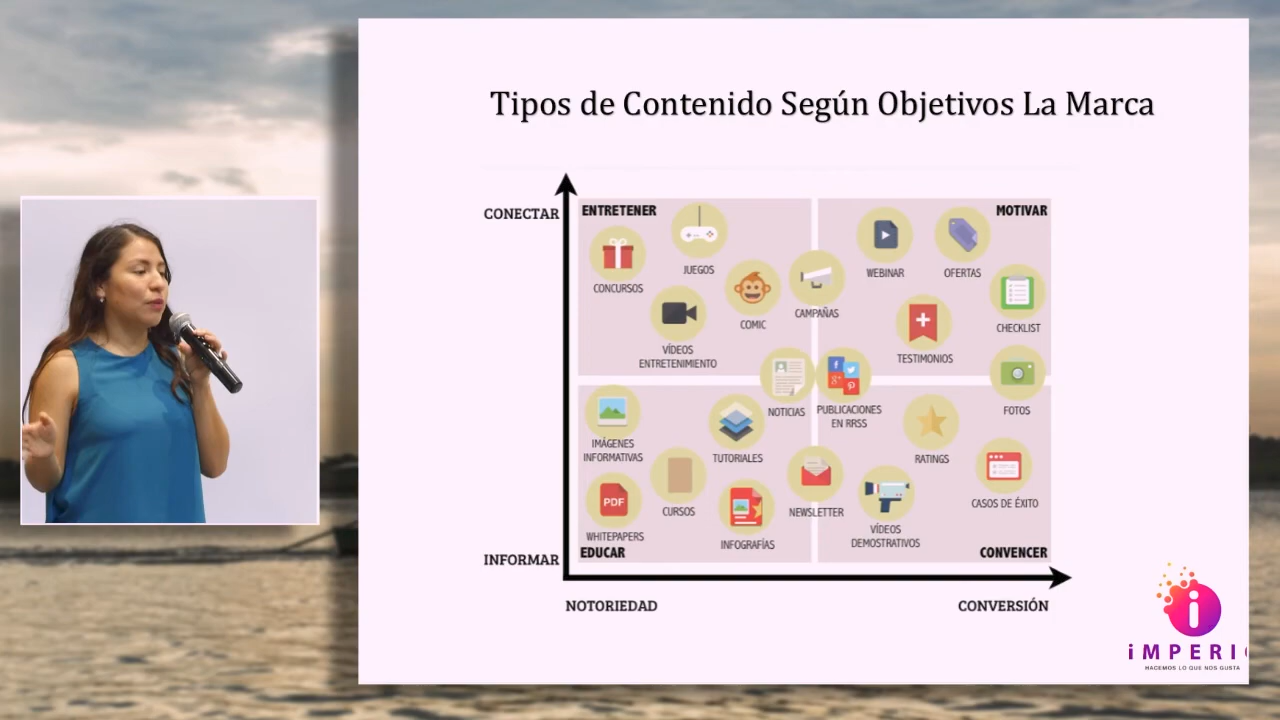 Tipos de Contenido Según Objetivos La Marca
CONECTAR
ENTRETENER
MOTIVAR
CONCURSOS
JUEGOS
VÍDEOS
ENTRETENIMIENTO
COMIC
CAMPAÑAS
WEBINAR
OFERTAS
TESTIMONIOS
CHECKLIST
NOTICIAS
PUBLICACIONES
EN RRSS
FOTOS
IMÁGENES
INFORMATIVAS
TUTORIALES
RATINGS
PDF
WHITEPAPERS
CURSOS
INFOGRAFÍAS
NEWSLETTER
VÍDEOS
DEMOSTRATIVOS
CASOS DE ÉXITO
INFORMAR
EDUCAR
CONVENCER
NOTORIEDAD
CONVERSIÓN
i
iMPERI
HACEMOS LO QUE NOS GUSTA